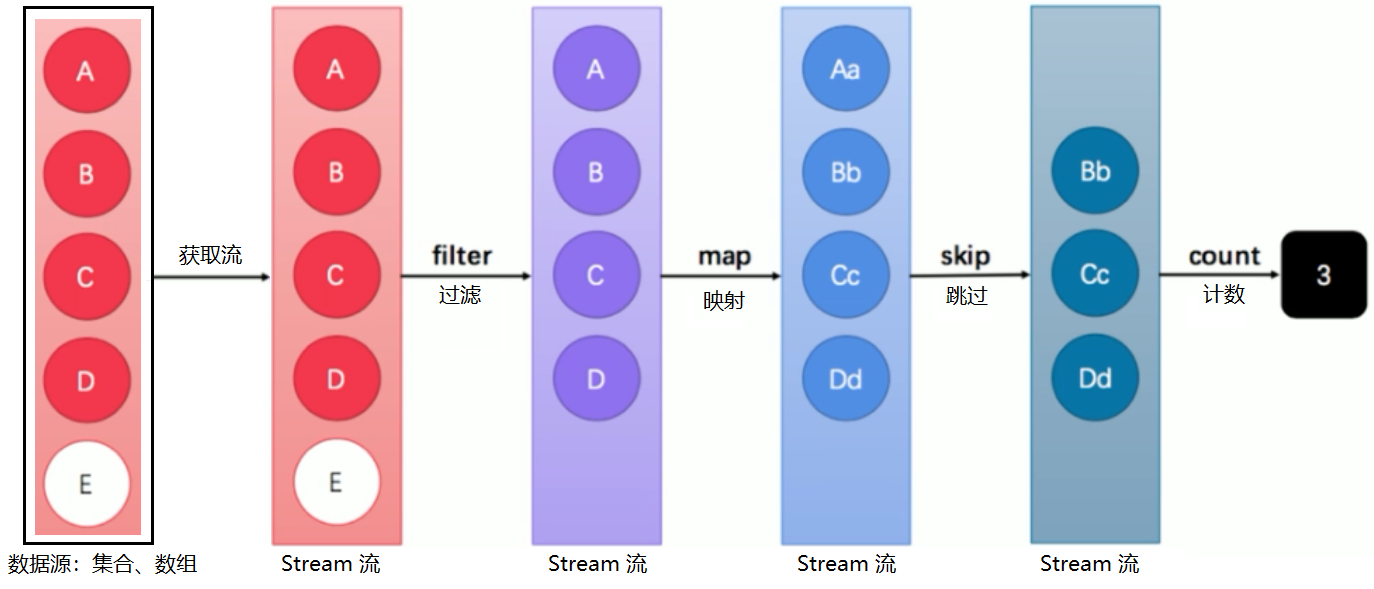 A
B
C
D
E
数据源：集合、数组
获取流
A
B
C
D
E
Stream 流
filter
过滤
A
B
C
D
Stream 流
map
映射
Aa
Bb
Cc
Dd
Stream 流
skip
跳过
Bb
Cc
Dd
Stream 流
count
计数
3